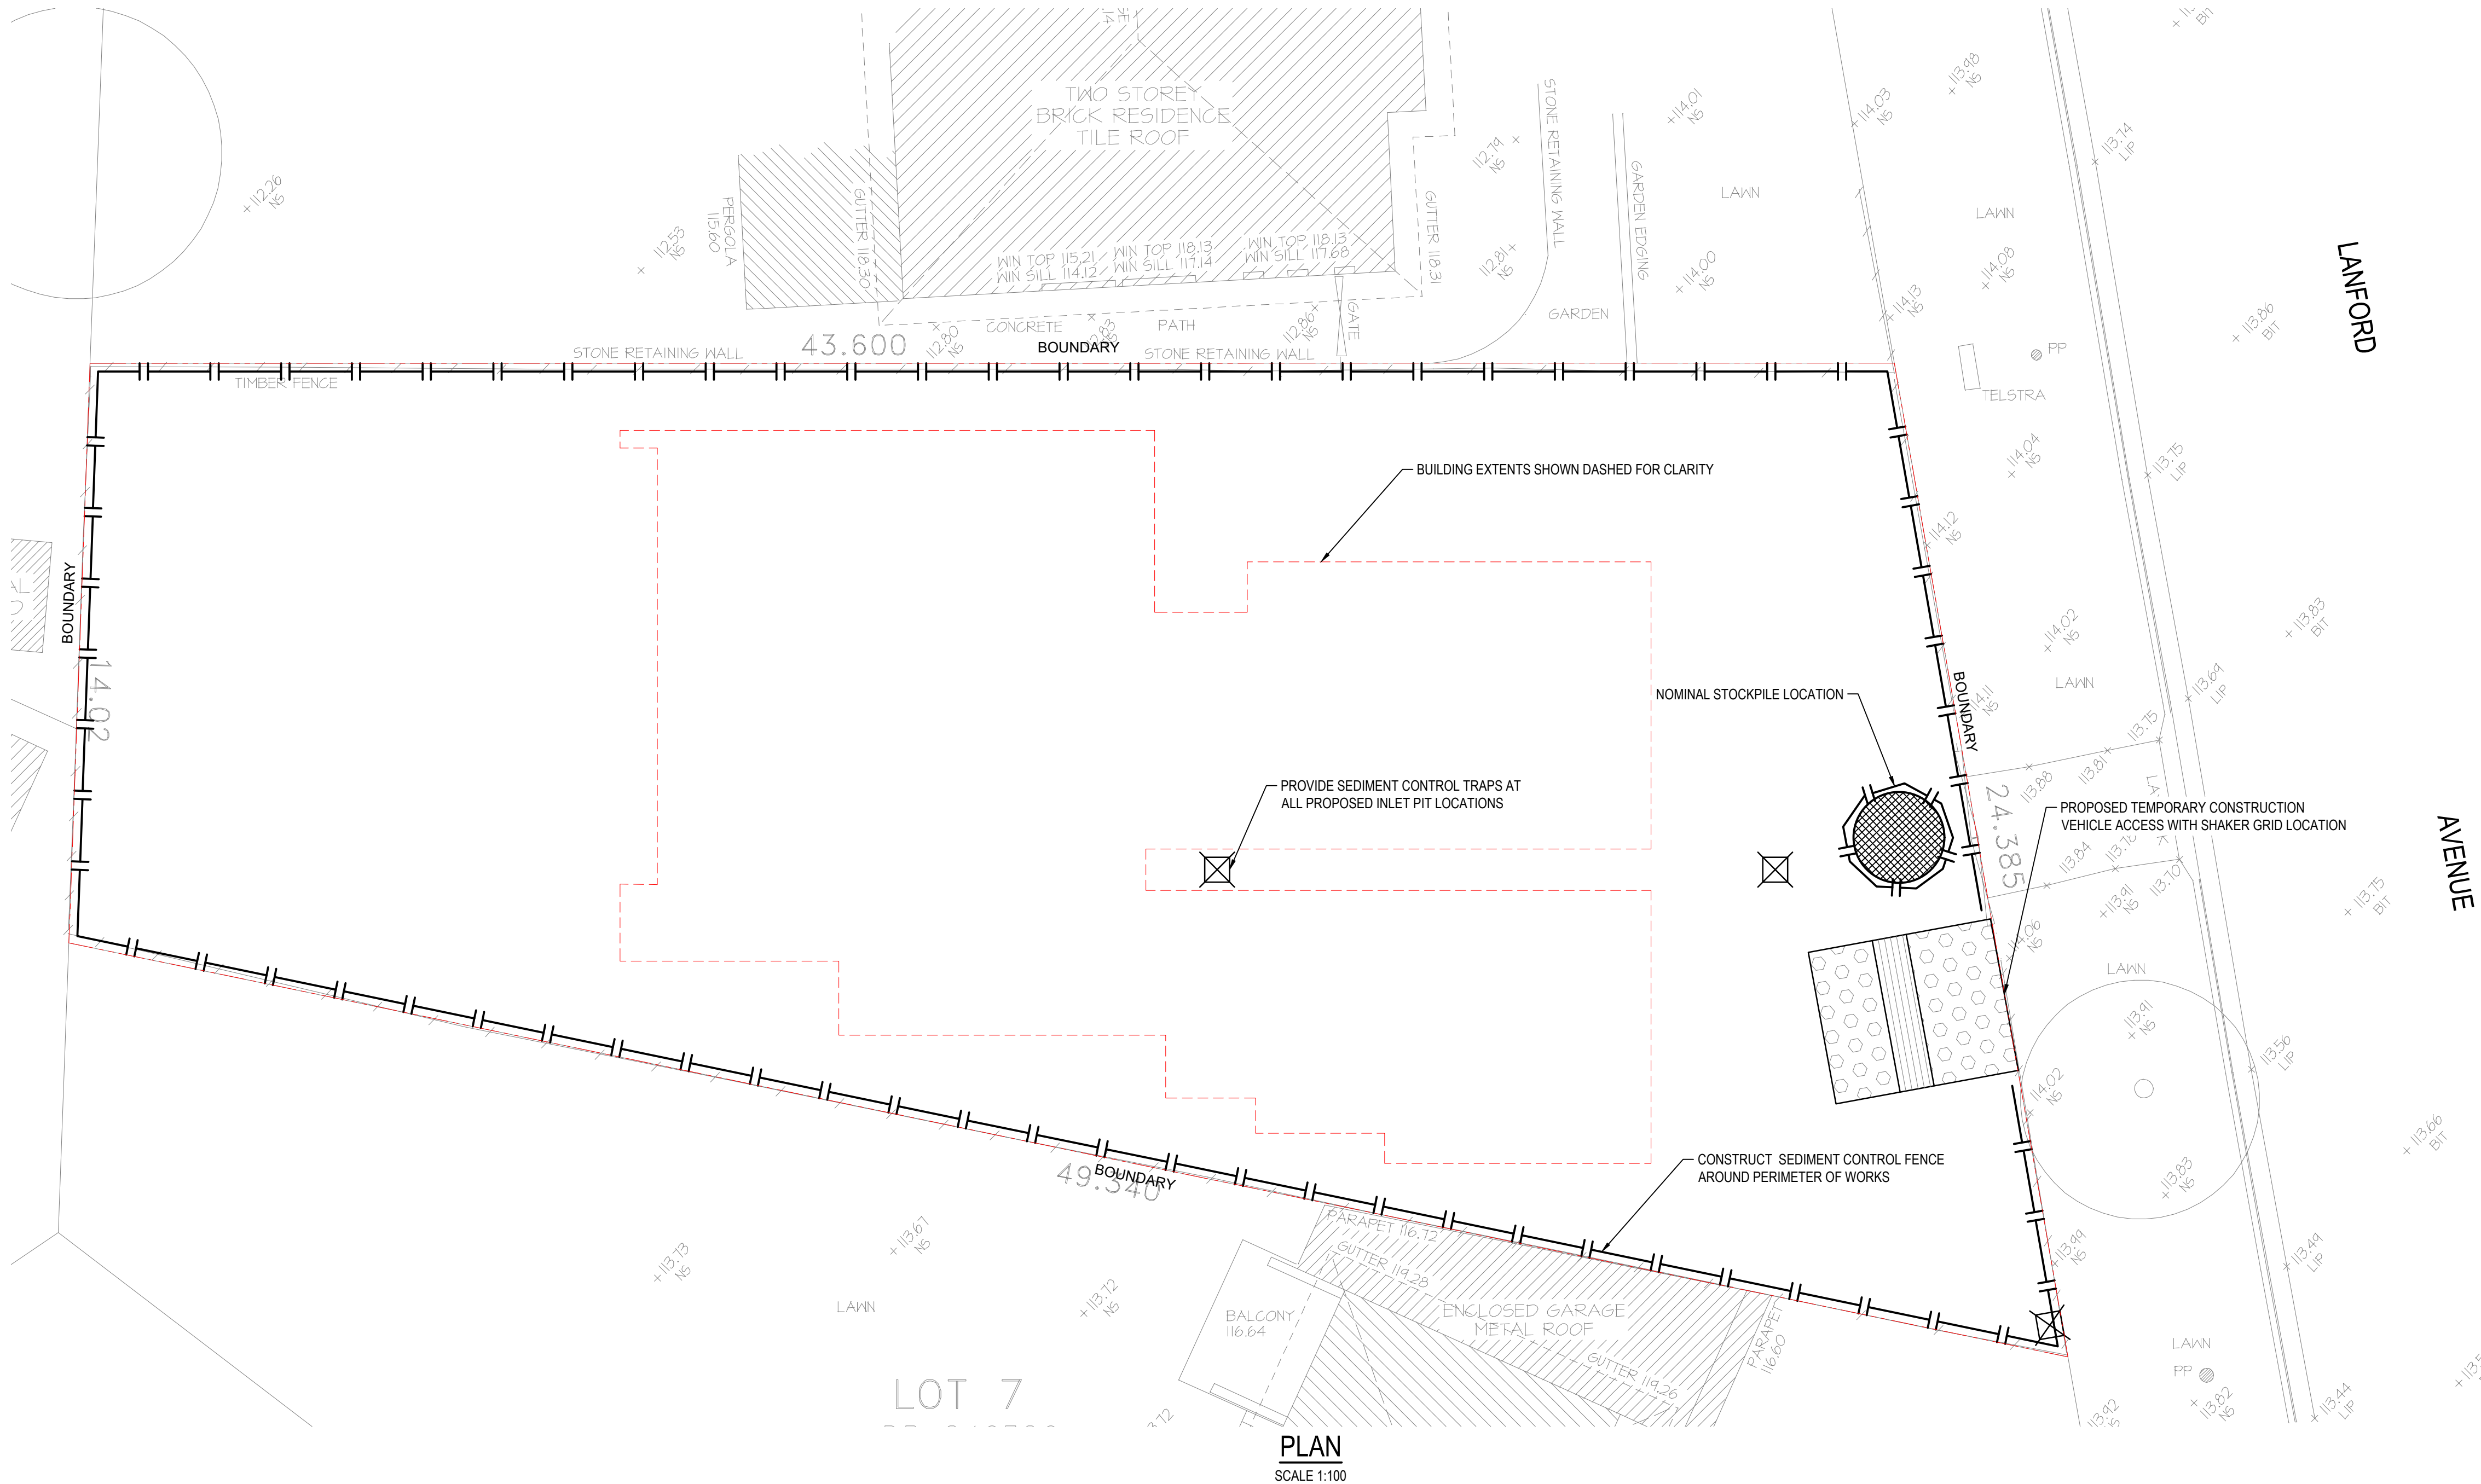 TWO STOREY
BRICK RESIDENCE
TILE ROOF
STONE RETAINING WALL
GARDEN EDGING
LAWN
LAWN
+114.01
NS
+114.03
NS
+113.98
NS
113.74
LIP
BIT
+112.26
NS
112.53
NS
PERGOLA
115.60
GUTTER 118.30
WIN TOP 115.21
WIN SILL 114.12
WIN TOP 118.13
WIN SILL 117.14
WIN TOP 118.13
WIN SILL 117.68
GUTTER 118.31
112.79
NS
112.81
NS
+114.00
NS
+114.08
NS
+114.13
NS
+113.86
BIT
LANFORD
AVENUE
GARDEN
GATE
CONCRETE
PATH
112.80
NS
112.83
NS
112.86
NS
STONE RETAINING WALL
43.600
BOUNDARY
STONE RETAINING WALL
TIMBER FENCE
PP
TELSTRA
114.04
NS
113.75
LIP
114.12
NS
BUILDING EXTENTS SHOWN DASHED FOR CLARITY
BOUNDARY
14.02
+113.83
BIT
114.02
NS
LAWN
113.69
LIP
NOMINAL STOCKPILE LOCATION
BOUNDARY
114.11
NS
113.75
113.81
113.88
24.385
PROVIDE SEDIMENT CONTROL TRAPS AT
ALL PROPOSED INLET PIT LOCATIONS
PROPOSED TEMPORARY CONSTRUCTION
VEHICLE ACCESS WITH SHAKER GRID LOCATION
113.84
113.78
113.70
+113.91
NS
+113.75
BIT
114.06
NS
LAWN
113.91
NS
113.56
LIP
114.02
NS
+113.66
BIT
113.83
NS
CONSTRUCT  SEDIMENT CONTROL FENCE
AROUND PERIMETER OF WORKS
49.340
BOUNDARY
PARAPET 116.72
GUTTER 119.28
+113.67
NS
+113.73
NS
+113.72
NS
LAWN
BALCONY
116.64
ENCLOSED GARAGE
METAL ROOF
GUTTER 119.26
PARAPET
116.60
+113.99
NS
+113.49
LIP
LAWN
PP
113.82
NS
+113.44
LIP
113.92
NS
LOT 7
PLAN
SCALE 1:100